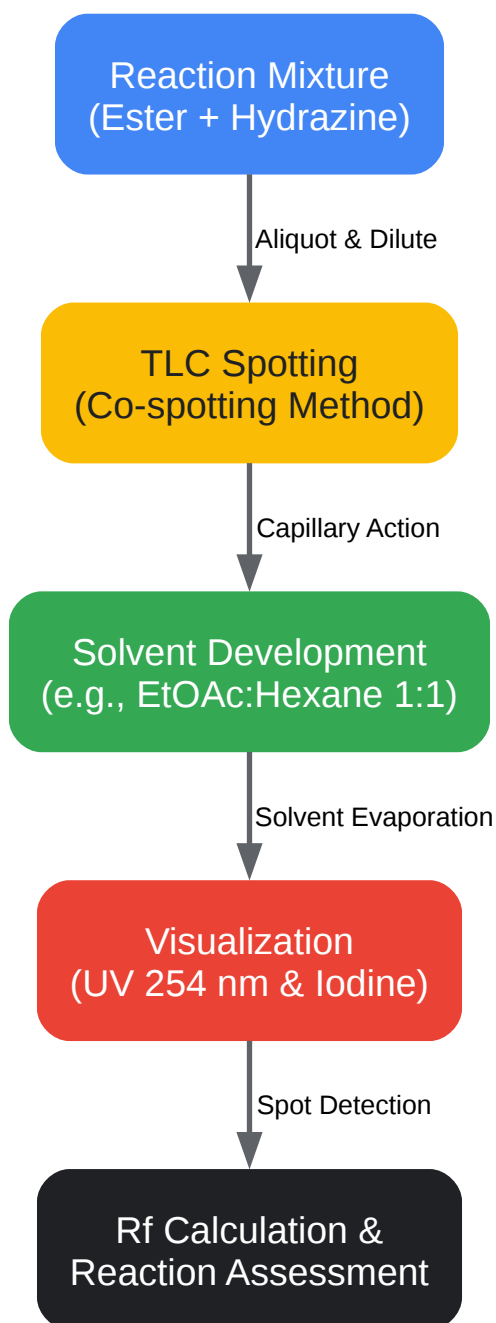 Reaction Mixture
(Ester + Hydrazine)
Aliquot & Dilute
TLC Spotting
(Co-spotting Method)
Capillary Action
Solvent Development
(e.g., EtOAc:Hexane 1:1)
Solvent Evaporation
Visualization
(UV 254 nm & Iodine)
Spot Detection
Rf Calculation &
Reaction Assessment